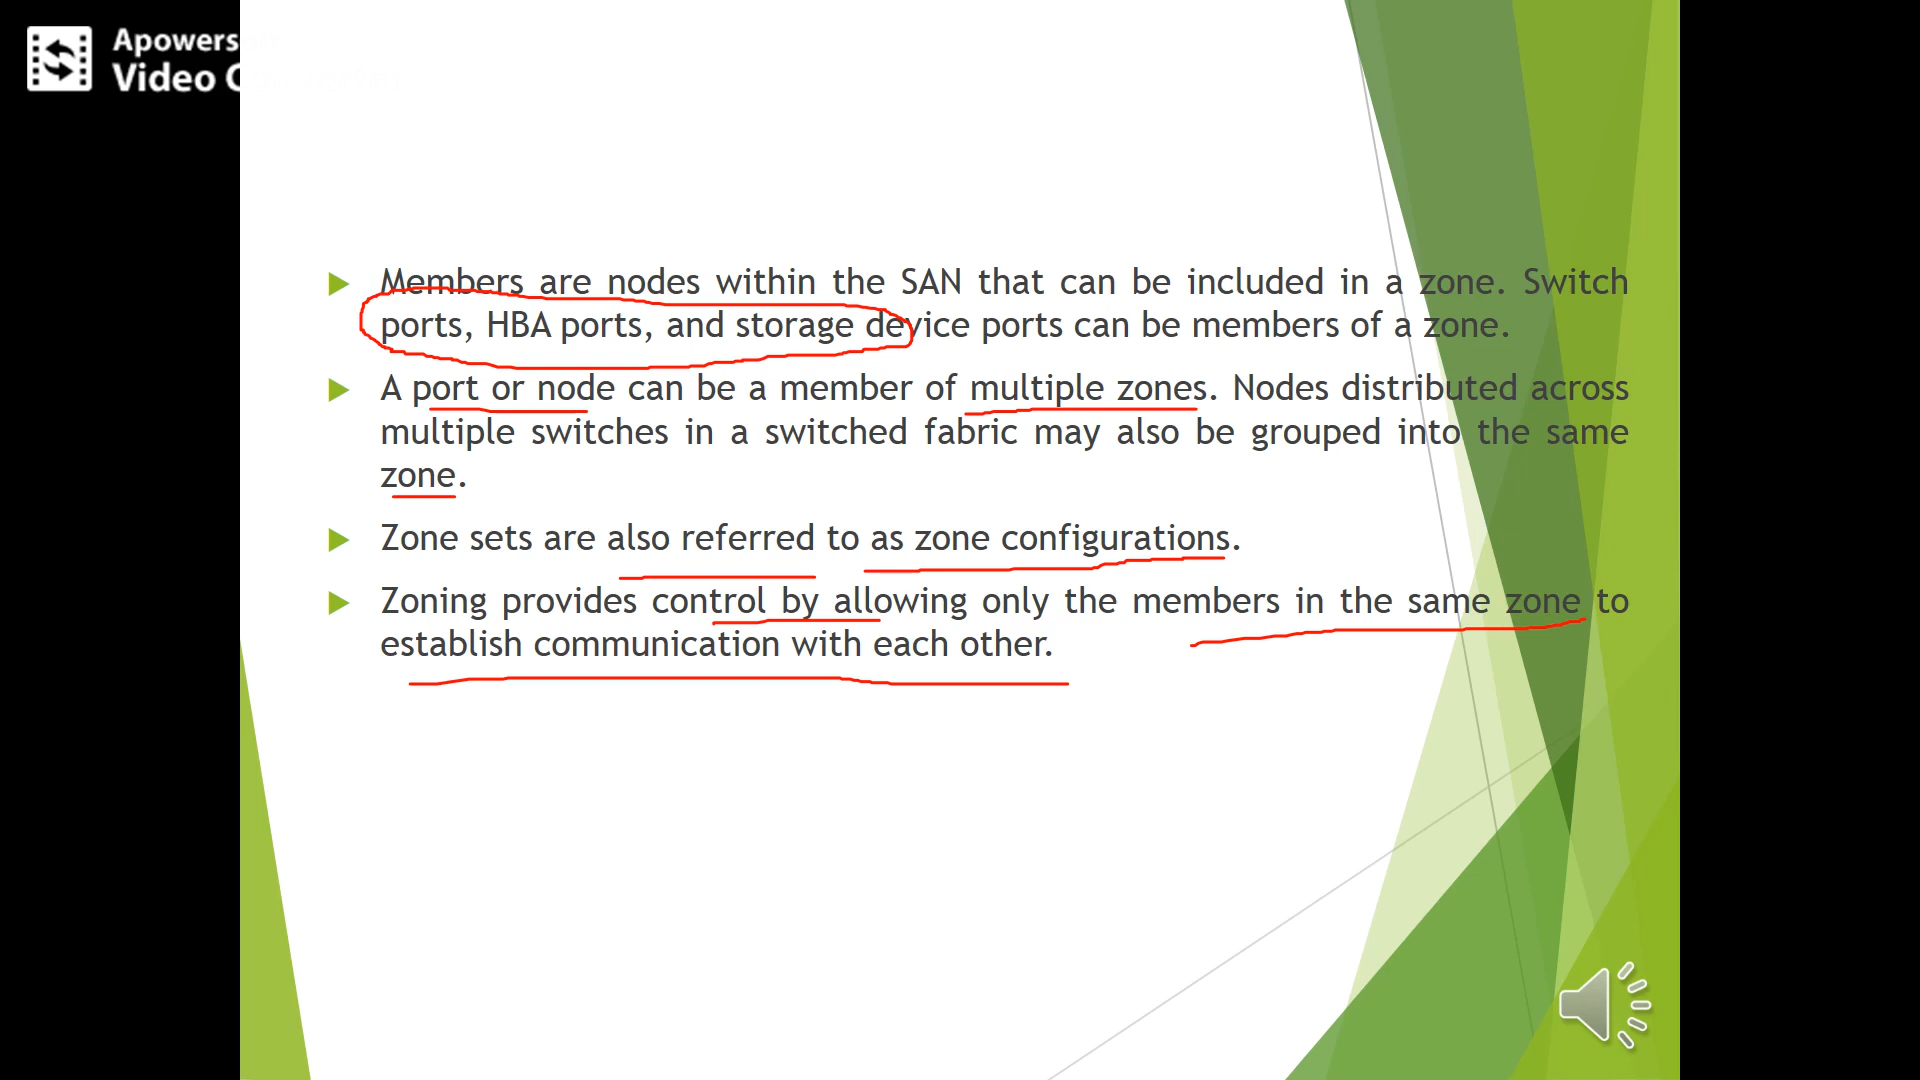 Apowers
Video C
Members are nodes within the SAN that can be included in a zone. Switch
ports, HBA ports, and storage device ports can be members of a zone.
A port or node can be a member of multiple zones. Nodes distributed across
multiple switches in a switched fabric may also be grouped into the same
zone.
Zone sets are also referred to as zone configurations.
Zoning provides control by allowing only the members in the same zone to
establish communication with each other.